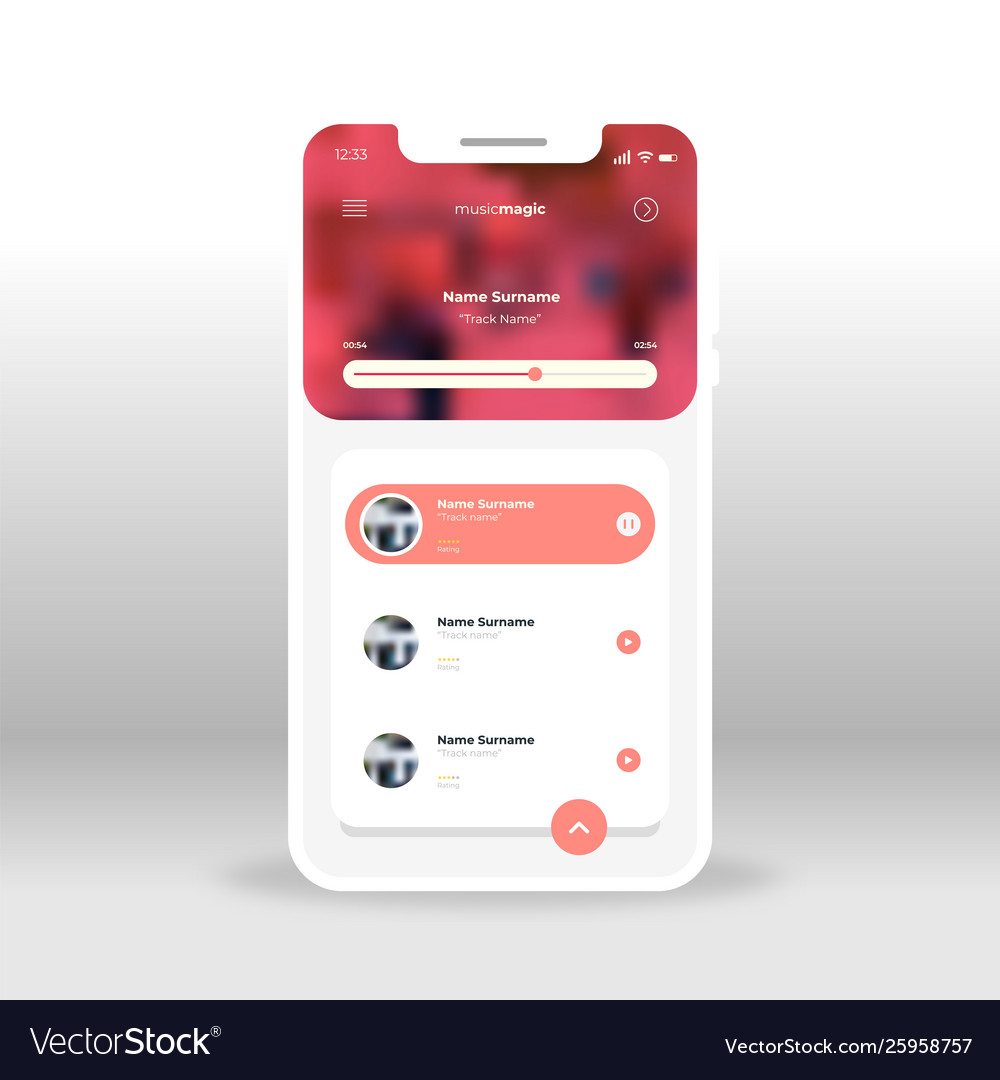 12:33
musicmagic
Name Surname
“Track Name”
00:54
02:54
Name Surname
“Track name”
Rating
Name Surname
“Track name”
Rating
Name Surname
“Track name”
Rating
VectorStock®
VectorStock.com/25958757